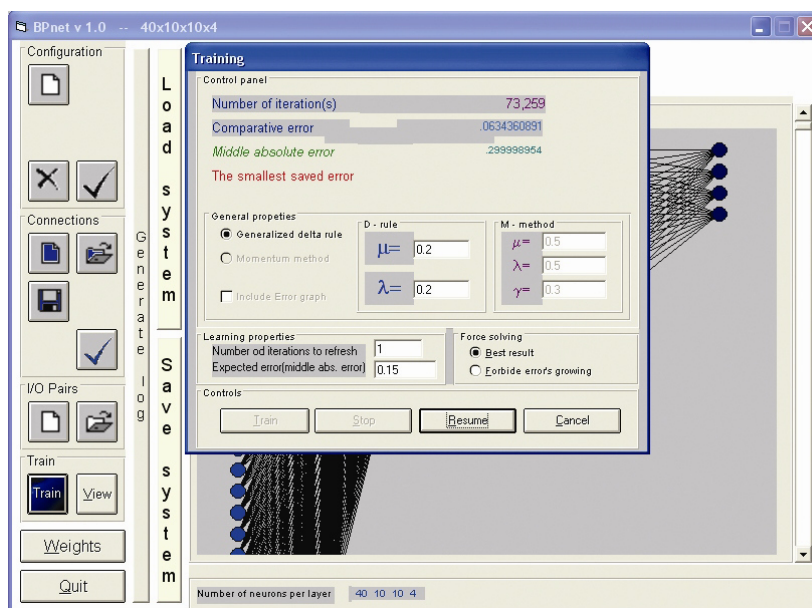 BPnet v 1.0 -- 40x10x10x4
Configuration
Connections
I/O Pairs
Train
Train View
Weights
Quit
Generate log
Load system
Save system
Training
Control panel
Number of iteration(s) 73,259
Comparative error .0634360891
Middle absolute error .299998954
The smallest saved error
General propeties
Generalized delta rule
Momentum method
Include Error graph
D - rule
μ= 0.2
λ= 0.2
M - method
μ= 0.5
λ= 0.5
γ= 0.3
Learning properties
Number od iterations to refresh 1
Expected error(middle abs. error) 0.15
Force solving
Best result
Forbide error's growing
Controls
Train Stop Resume Cancel
Number of neurons per layer 40 10 10 4